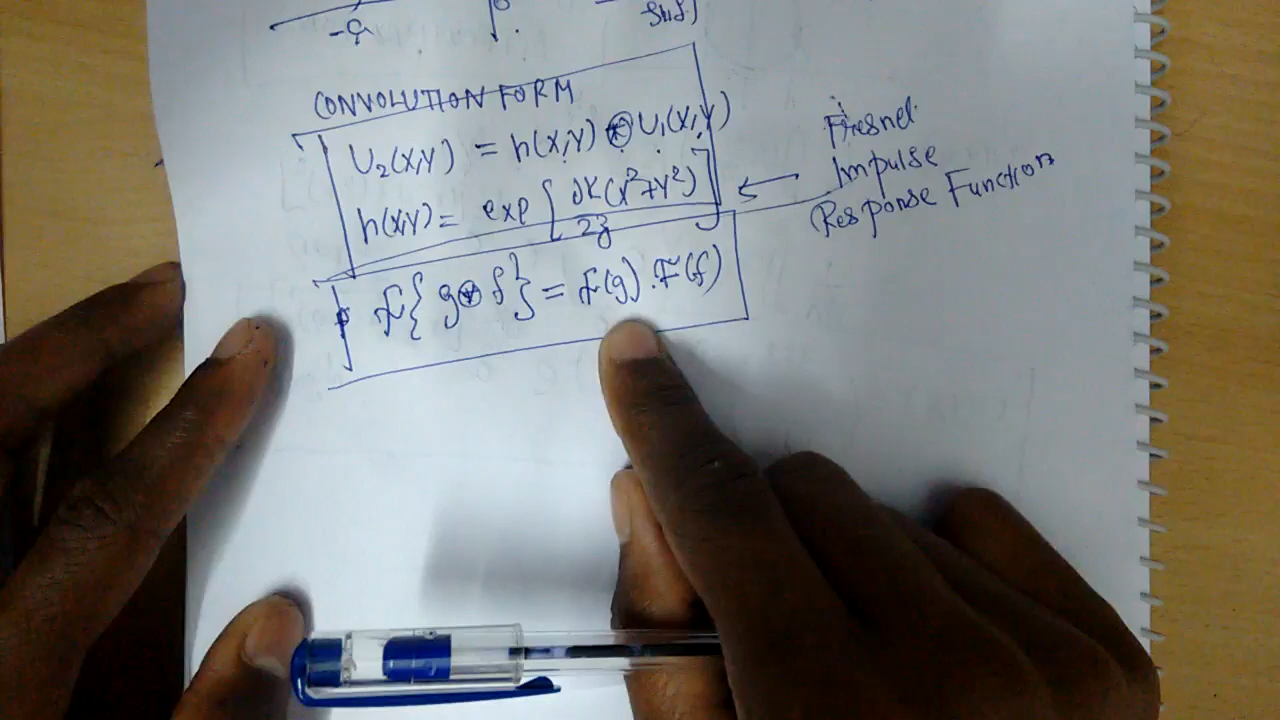 -a
CONVOLUTION FORM
U₂(x,y) = h(x,y) ⊛ U₁(x,y)
h(x,y) = exp [jk(x²+y²)/2z]
←
Fresnel
Impulse
Response Function
F{g⊛f} = F(g).F(f)